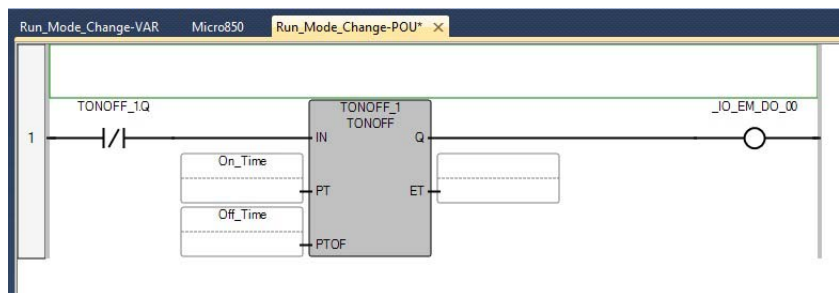 Run_Mode_Change-VAR Micro850 Run_Mode_Change-POU*
TONOFF_1.Q TONOFF_1 _IO_EM_DO_00
TONOFF
1 IN Q
On_Time
PT ET
Off_Time
PTOF